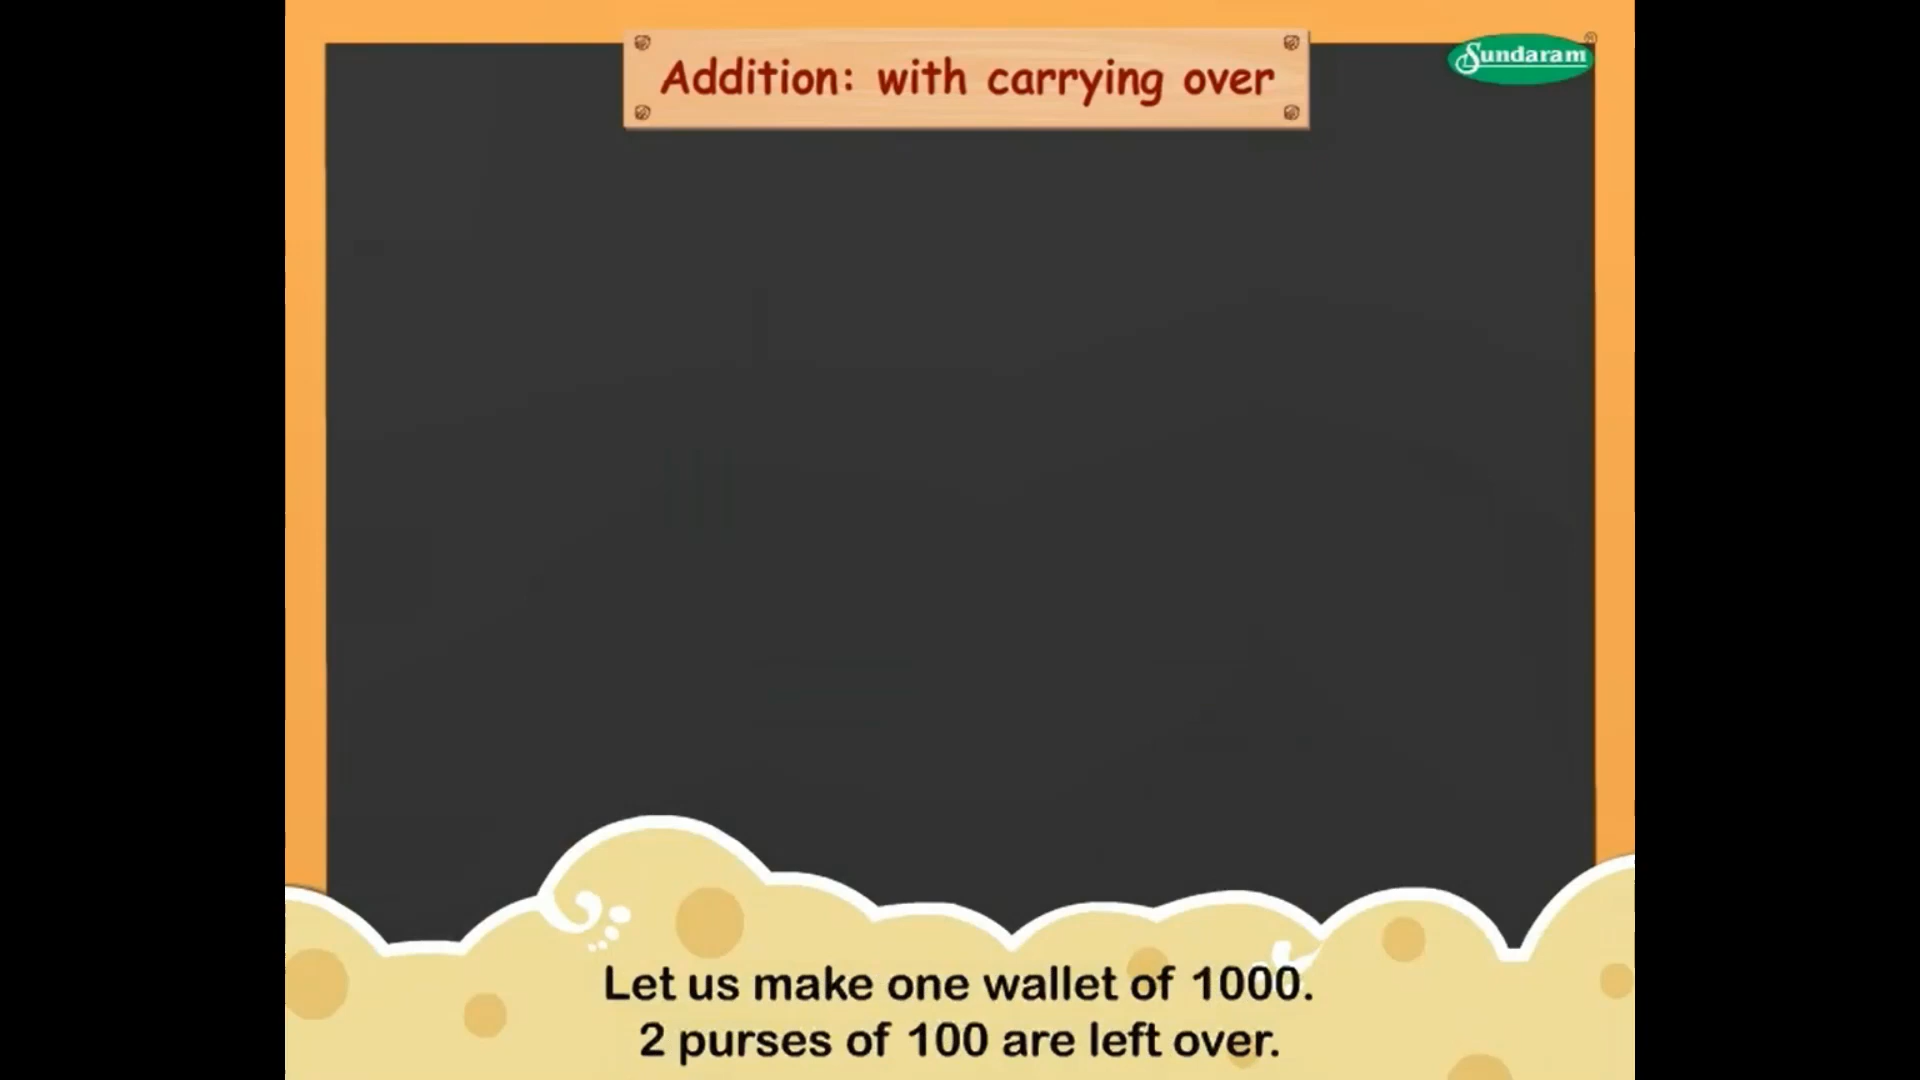 Addition: with carrying over
Sundaram
®
Let us make one wallet of 1000.
2 purses of 100 are left over.